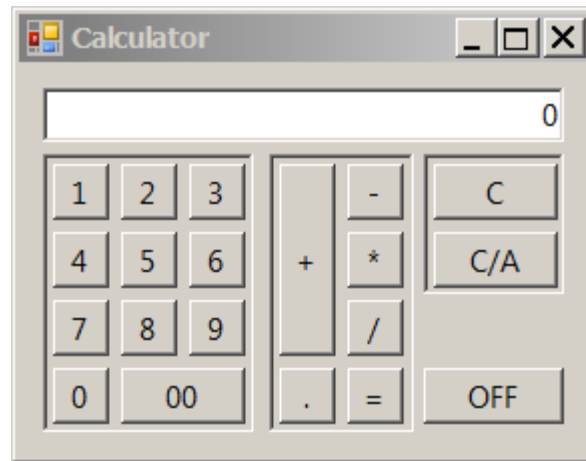 Calculator
0
1 2 3 - C
4 5 6 + * C/A
7 8 9 /
0 00 . = OFF